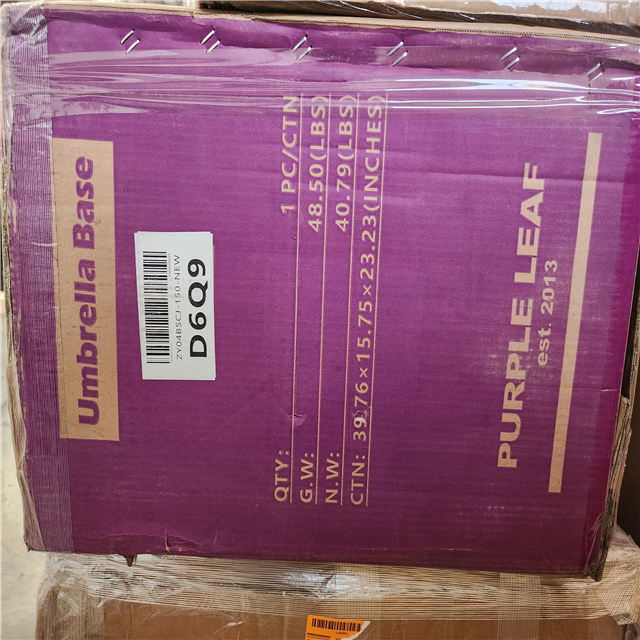 Umbrella Base
ZY04BSCJ-150-NEW
D6Q9
QTY: 1 PC/CTN
G.W: 48.50(LBS)
N.W: 40.79(LBS)
CTN: 39.76×15.75×23.23(INCHES)
PURPLE LEAF
est. 2013